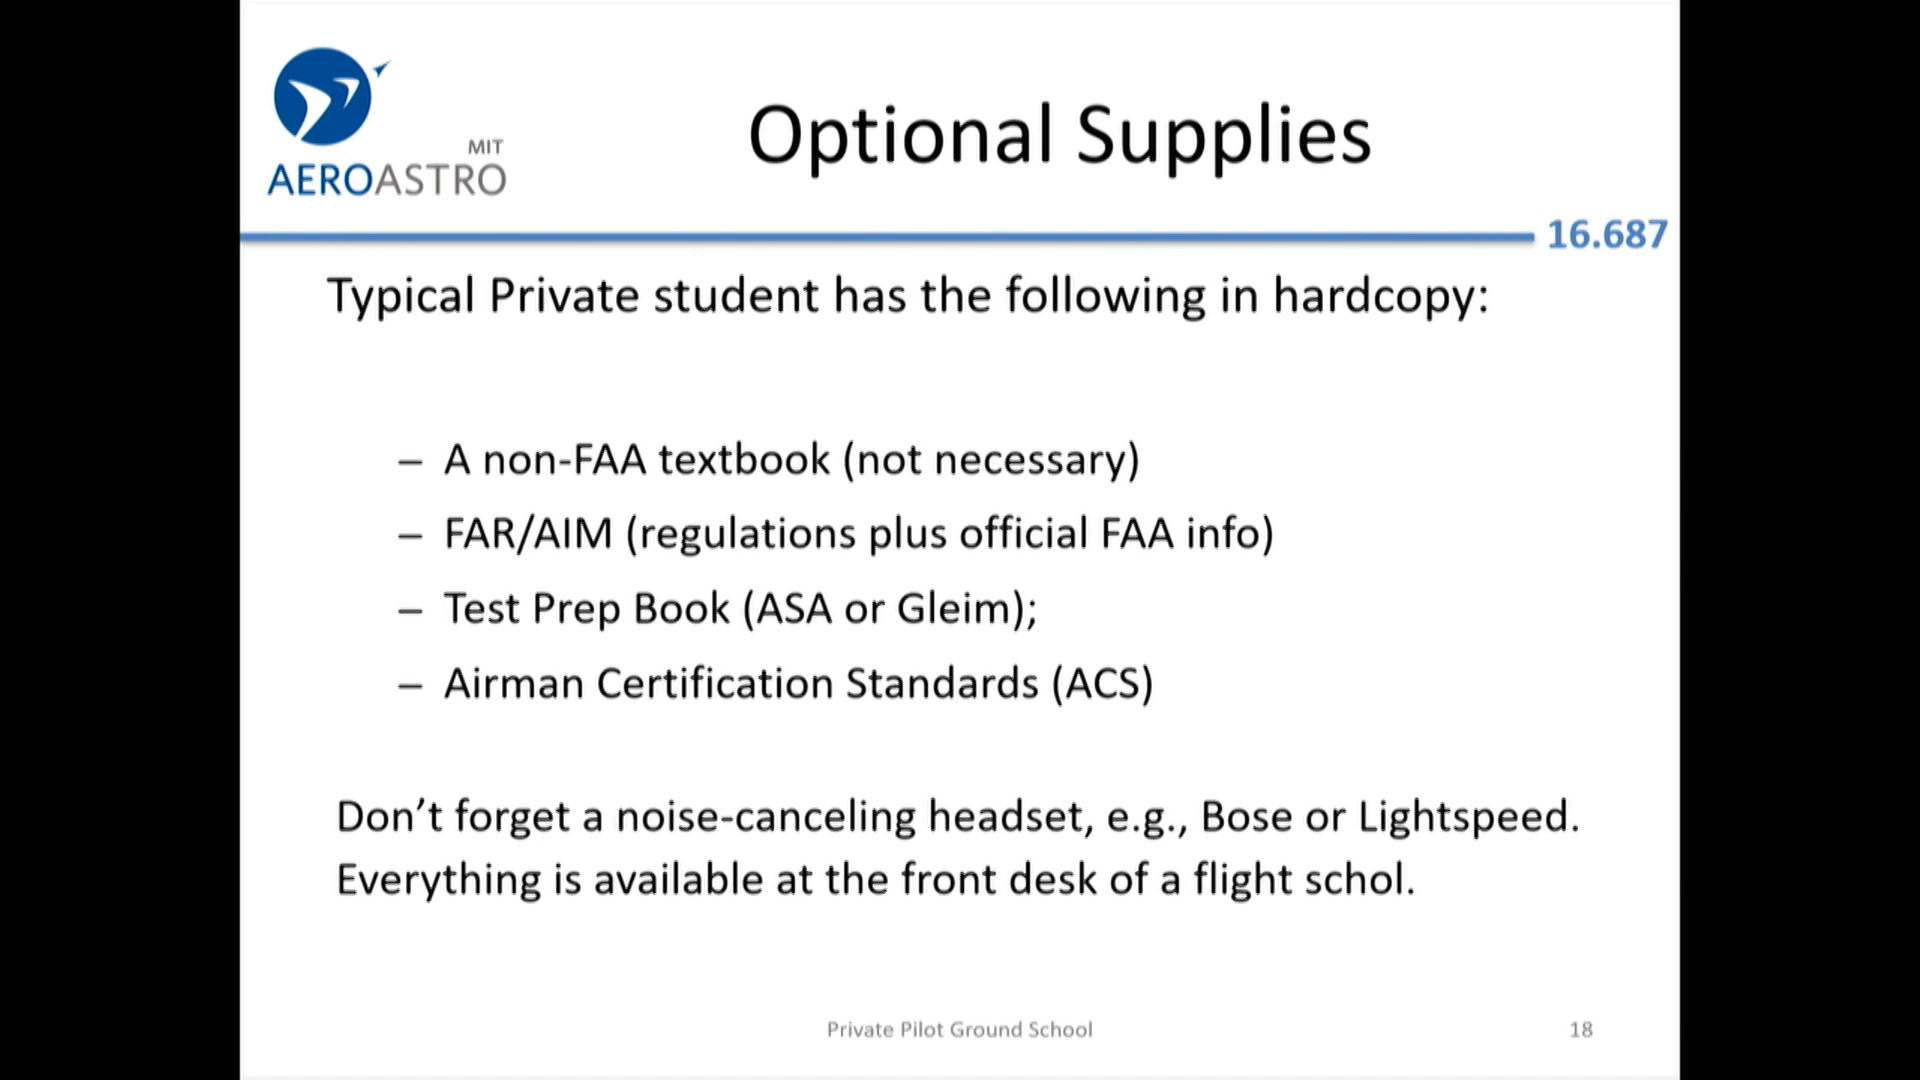 MIT
AEROASTRO
Optional Supplies
16.687
Typical Private student has the following in hardcopy:
– A non-FAA textbook (not necessary)
– FAR/AIM (regulations plus official FAA info)
– Test Prep Book (ASA or Gleim);
– Airman Certification Standards (ACS)
Don’t forget a noise-canceling headset, e.g., Bose or Lightspeed.
Everything is available at the front desk of a flight schol.
Private Pilot Ground School
18